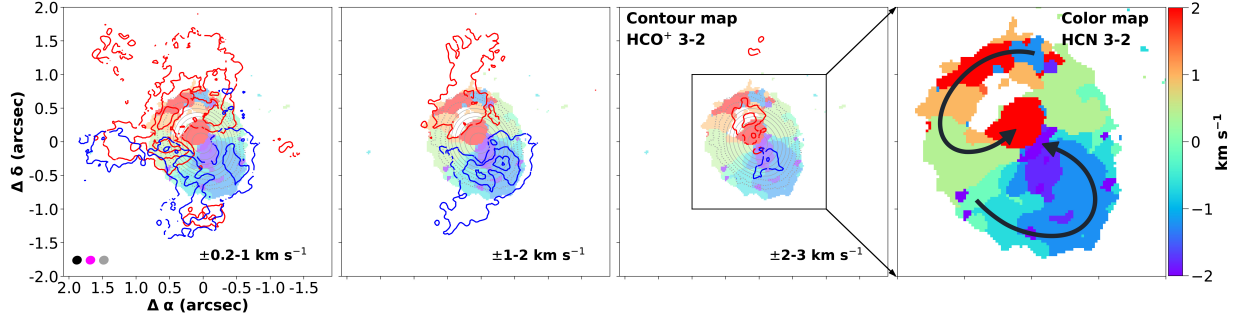 2.0
1.5
1.0
0.5
0
-0.5
-1.0
-1.5
-2.0
Δ δ (arcsec)
2.0 1.5 1.0 0.5 0 -0.5 -1.0 -1.5
Δ α (arcsec)
±0.2-1 km s⁻¹
±1-2 km s⁻¹
Contour map
HCO⁺ 3-2
±2-3 km s⁻¹
Color map
HCN 3-2
2
1
0
−1
−2
km s⁻¹